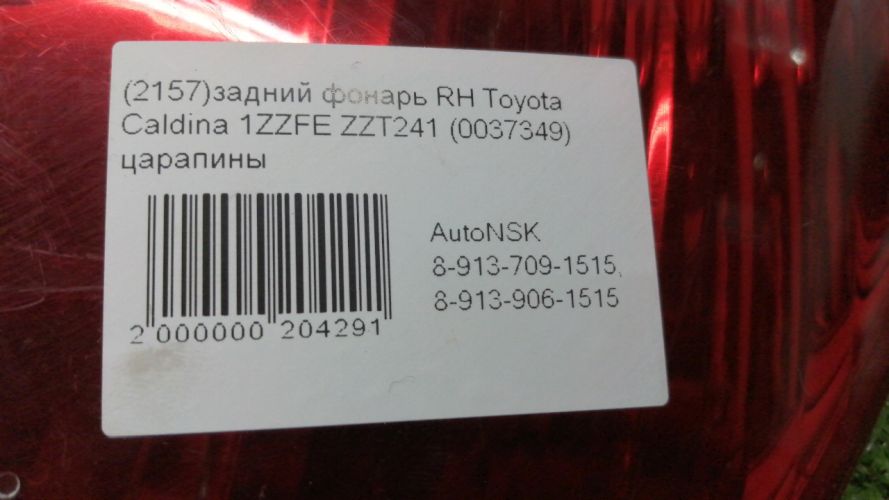 (2157)задний фонарь RH Toyota
Caldina 1ZZFE ZZT241 (0037349)
царапины
AutoNSK
8-913-709-1515,
8-913-906-1515
2 000000 204291